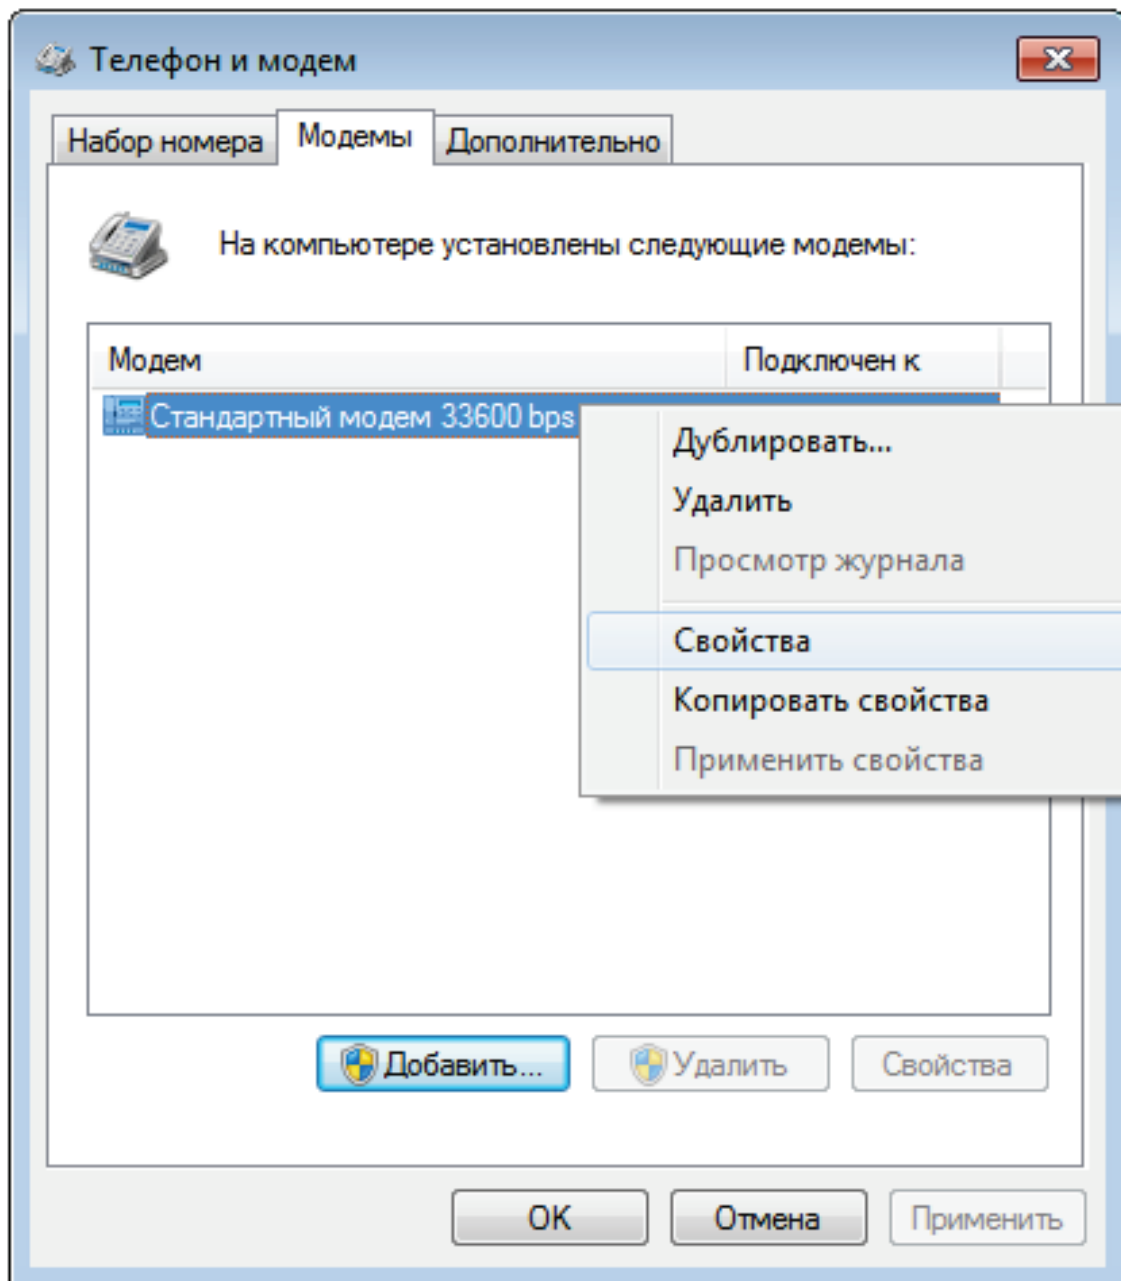 Телефон и модем
Набор номера Модемы Дополнительно
На компьютере установлены следующие модемы:
Модем Подключен к
Стандартный модем 33600 bps
Дублировать...
Удалить
Просмотр журнала
Свойства
Копировать свойства
Применить свойства
Добавить... Удалить Свойства
OK Отмена Применить